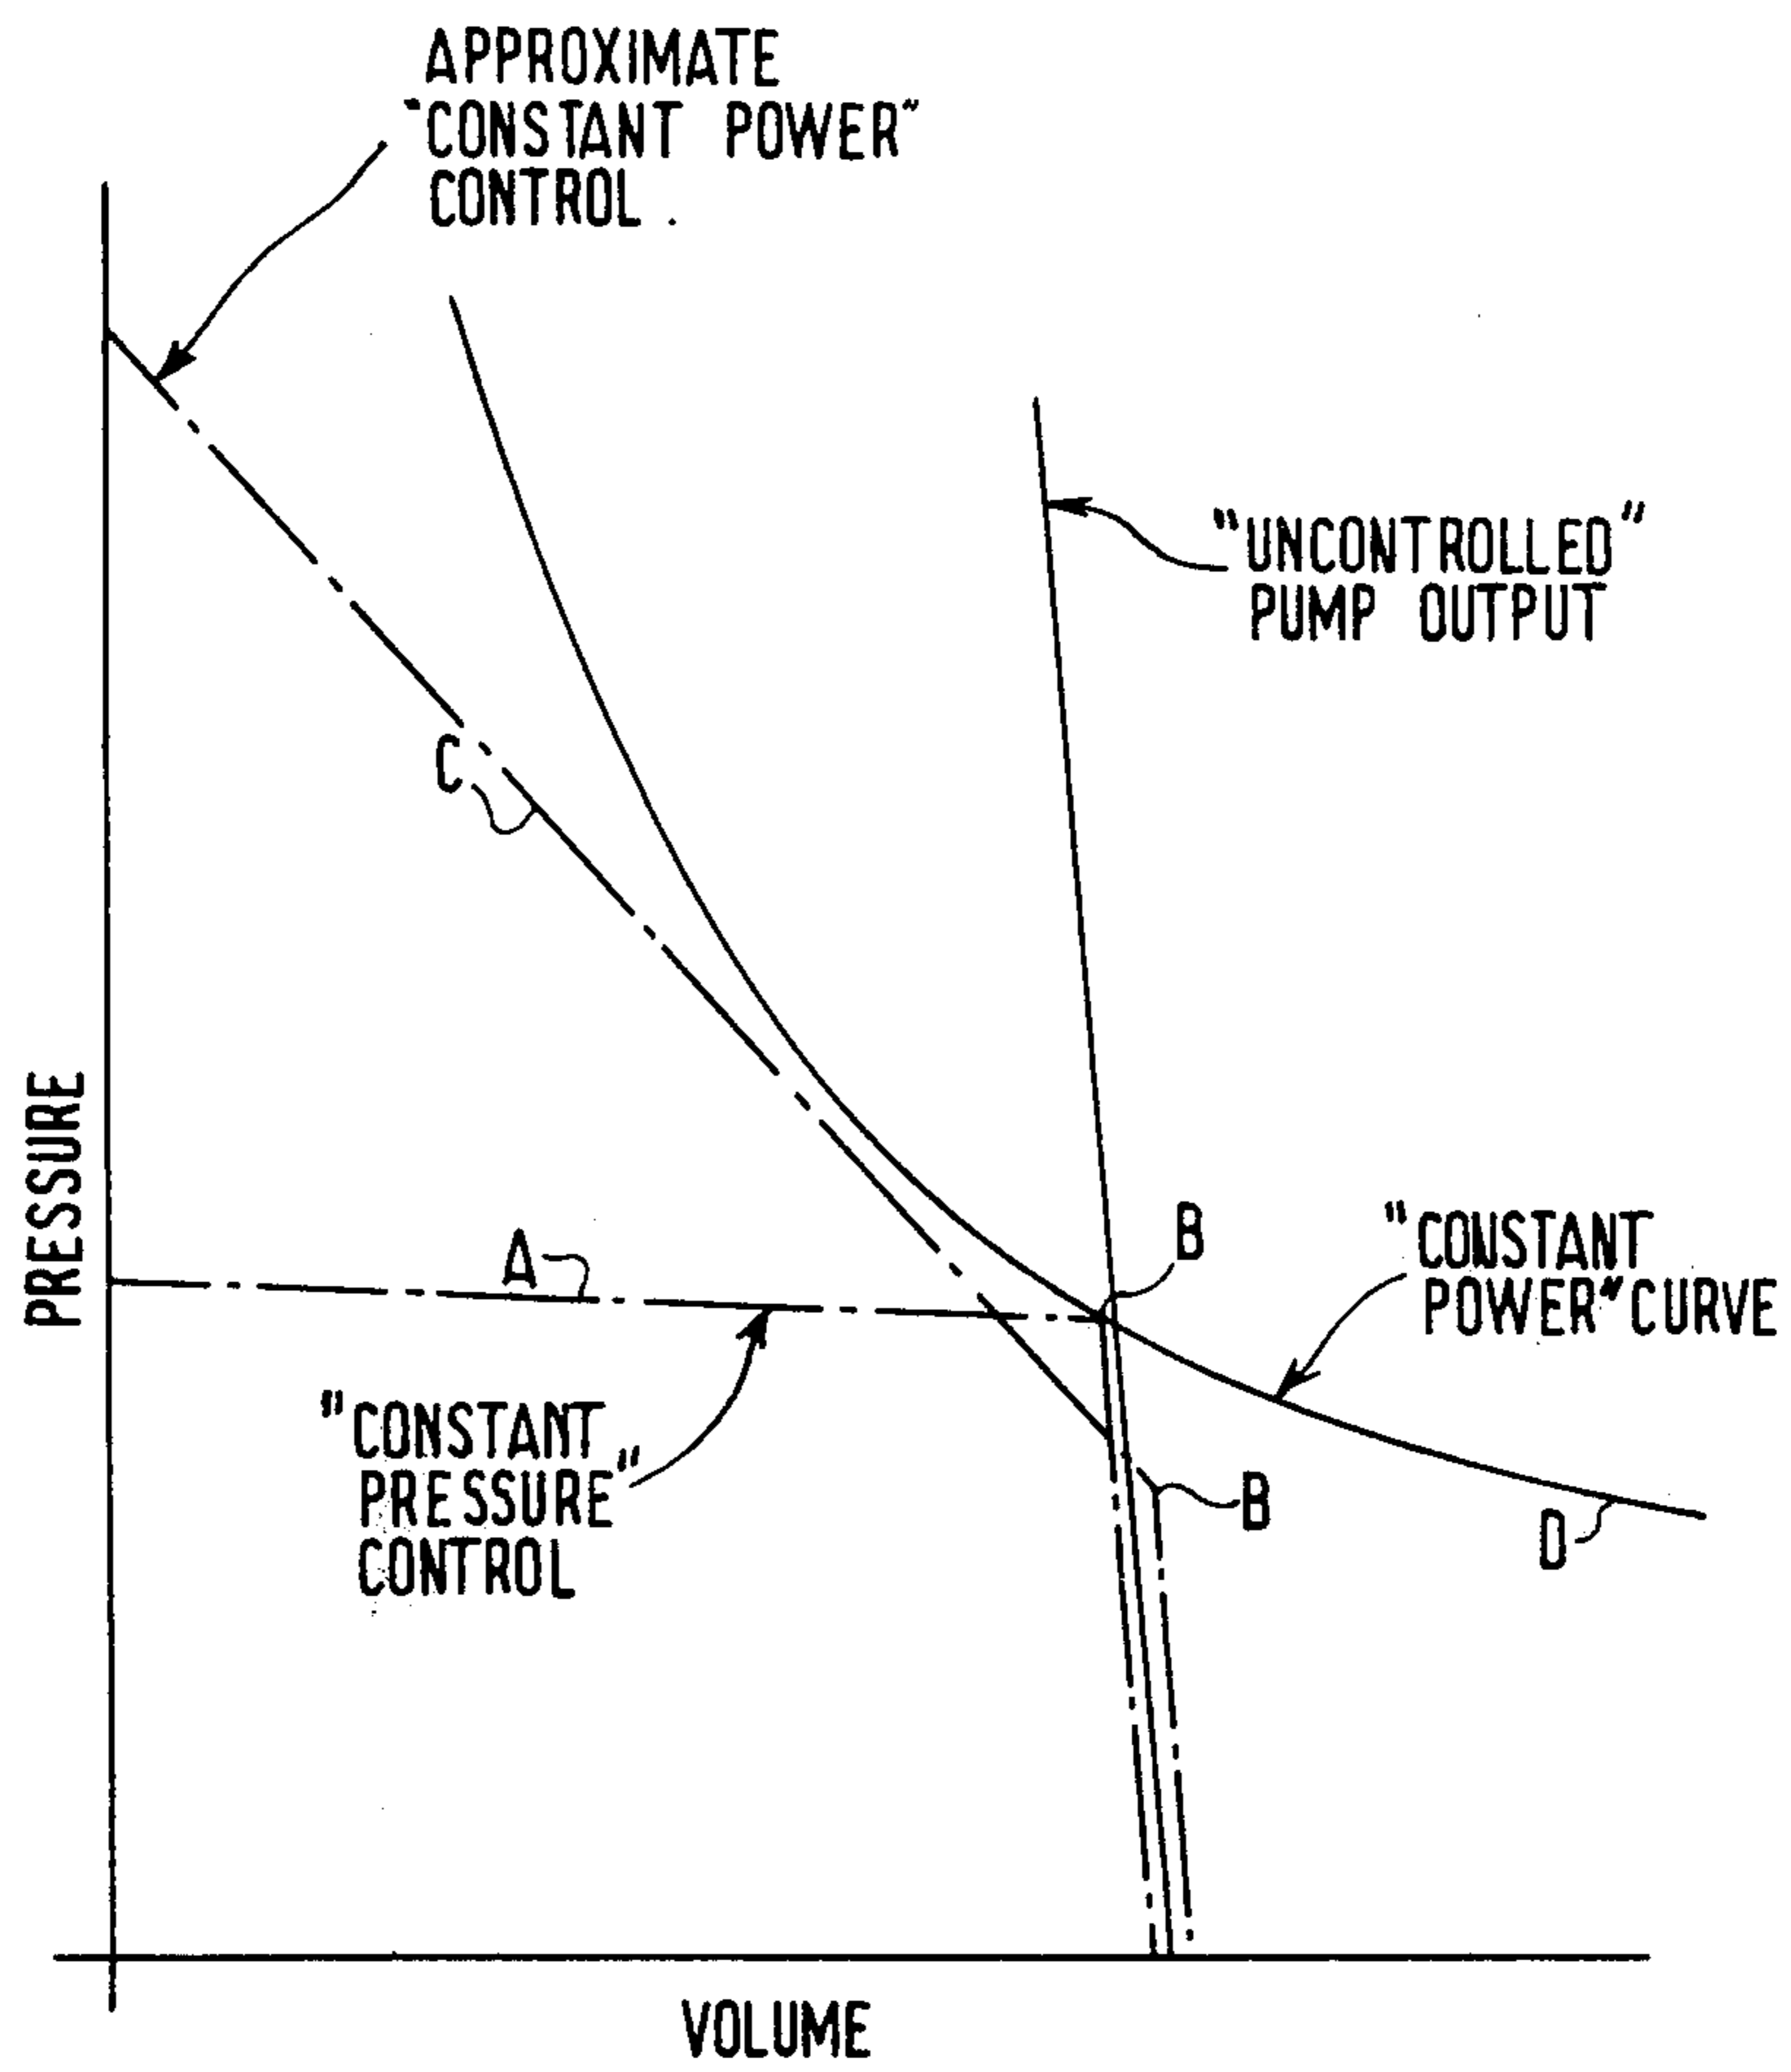 APPROXIMATE
"CONSTANT POWER"
CONTROL.
"UNCONTROLLED"
PUMP OUTPUT
C
PRESSURE
A
B
"CONSTANT
POWER" CURVE
"CONSTANT
PRESSURE"
CONTROL
B
D
VOLUME